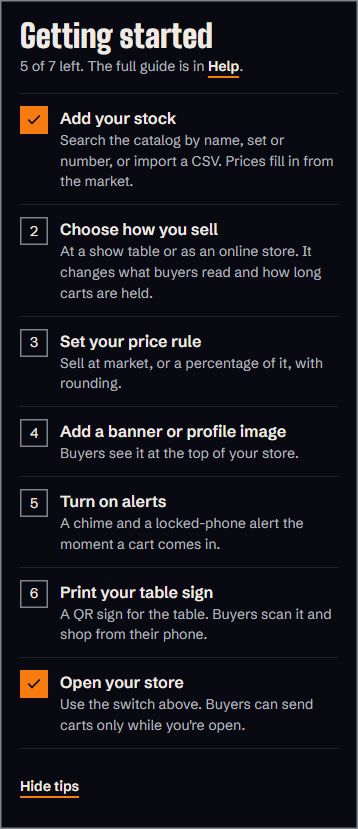 Getting started
5 of 7 left. The full guide is in Help.
Add your stock
Search the catalog by name, set or
number, or import a CSV. Prices fill in from
the market.
2 Choose how you sell
At a show table or as an online store. It
changes what buyers read and how long
carts are held.
3 Set your price rule
Sell at market, or a percentage of it, with
rounding.
4 Add a banner or profile image
Buyers see it at the top of your store.
5 Turn on alerts
A chime and a locked-phone alert the
moment a cart comes in.
6 Print your table sign
A QR sign for the table. Buyers scan it and
shop from their phone.
Open your store
Use the switch above. Buyers can send
carts only while you're open.
Hide tips